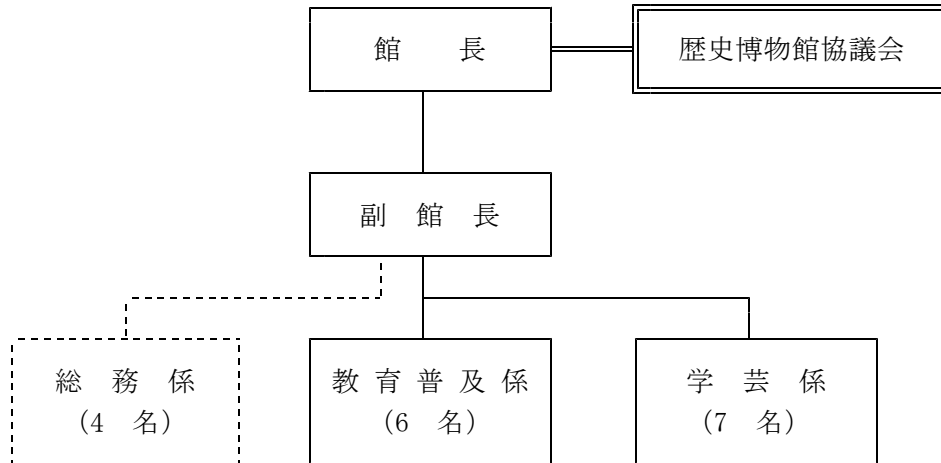 館　長
歴史博物館協議会
副　館　長
総　務　係
(4　名)
教 育 普 及 係
(6　名)
学　芸　係
(7　名)